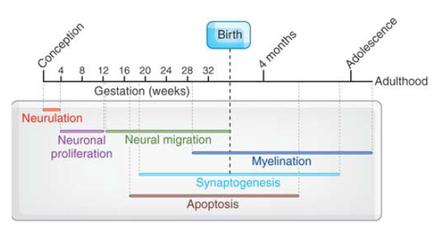 Conception
Birth
4 months
Adolescence
4 8 12 16 20 24 28 32
Adulthood
Gestation (weeks)
Neurulation
Neuronal
proliferation
Neural migration
Myelination
Synaptogenesis
Apoptosis